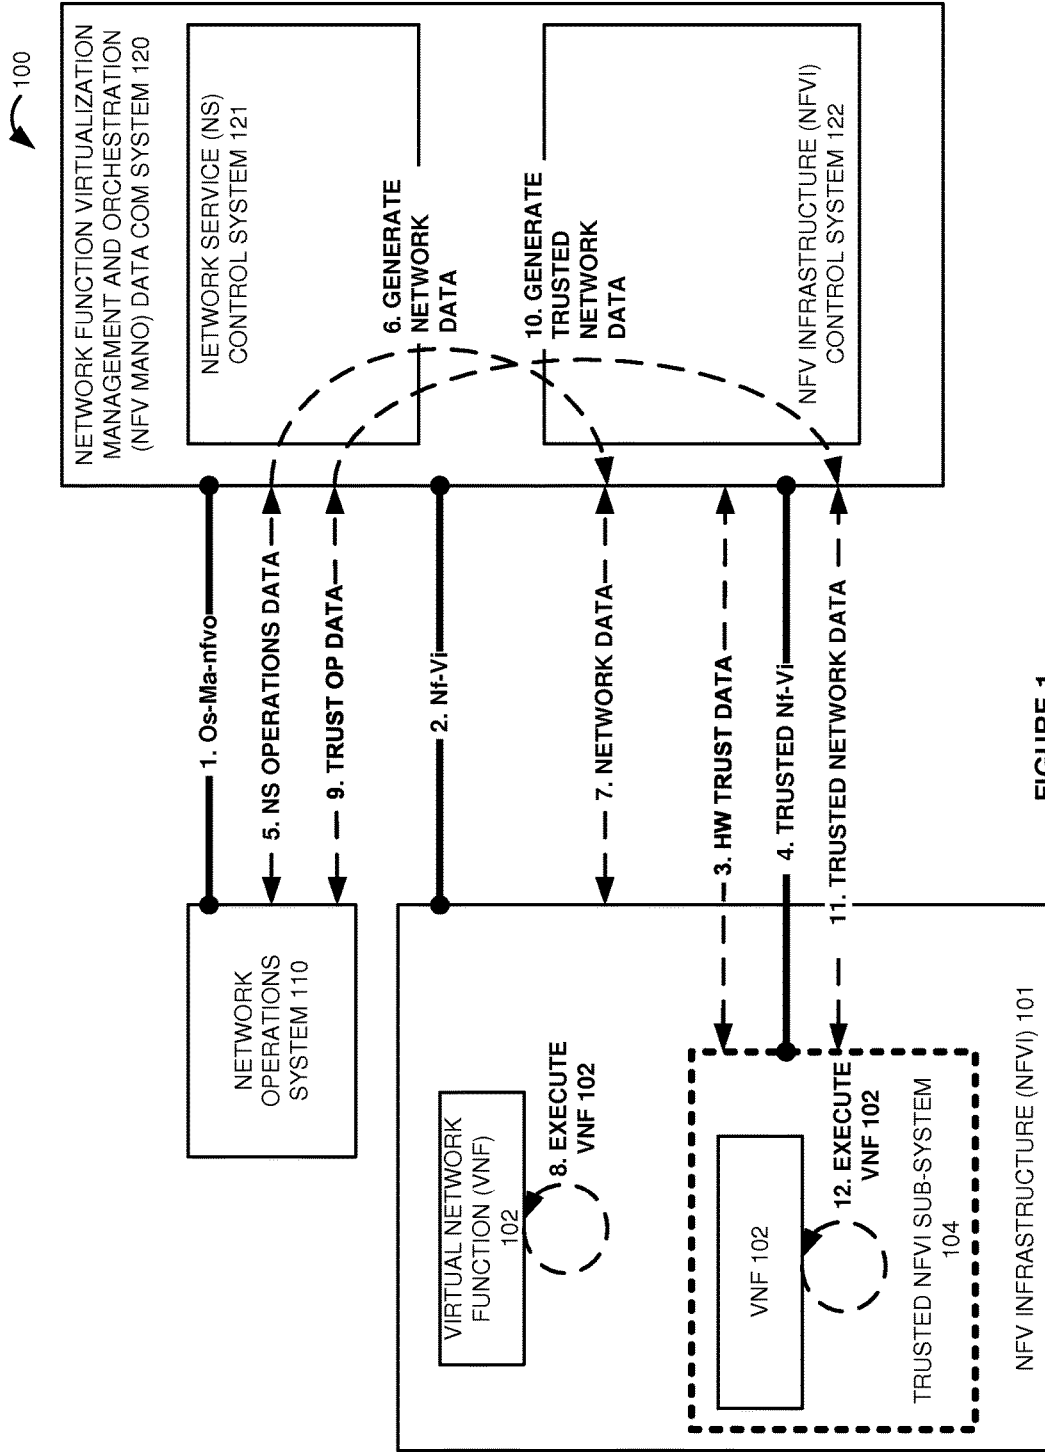 100
NETWORK FUNCTION VIRTUALIZATION
MANAGEMENT AND ORCHESTRATION
(NFV MANO) DATA COM SYSTEM 120
NETWORK SERVICE (NS)
CONTROL SYSTEM 121
6. GENERATE
NETWORK
DATA
10. GENERATE
TRUSTED
NETWORK
DATA
NFV INFRASTRUCTURE (NFVI)
CONTROL SYSTEM 122
1. Os-Ma-nfvo
5. NS OPERATIONS DATA
9. TRUST OP DATA
2. Nf-Vi
7. NETWORK DATA
3. HW TRUST DATA
4. TRUSTED Nf-Vi
11. TRUSTED NETWORK DATA
NETWORK
OPERATIONS
SYSTEM 110
VIRTUAL NETWORK
FUNCTION (VNF)
102
8. EXECUTE
VNF 102
VNF 102
12. EXECUTE
VNF 102
TRUSTED NFVI SUB-SYSTEM
104
NFV INFRASTRUCTURE (NFVI) 101
FIGURE 1